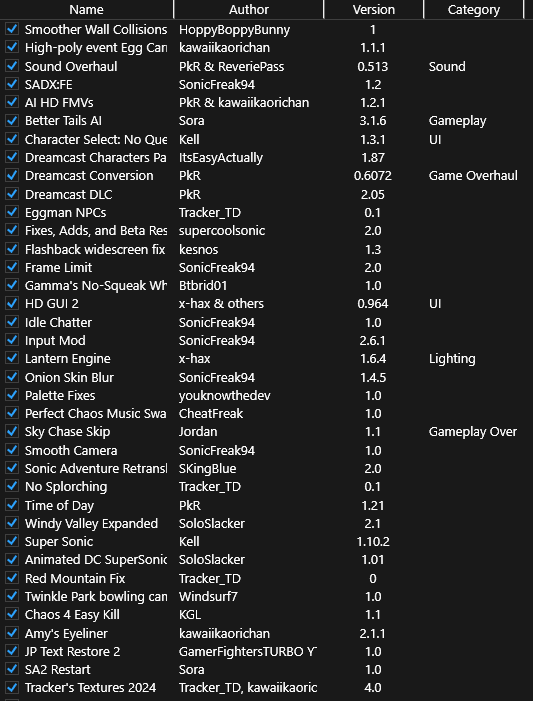 Name Author Version Category
Smoother Wall Collisions HoppyBoppyBunny 1
High-poly event Egg Can kawaiikaorichan 1.1.1
Sound Overhaul PkR & ReveriePass 0.513 Sound
SADX:FE SonicFreak94 1.2
AI HD FMVs PkR & kawaiikaorichan 1.2.1
Better Tails AI Sora 3.1.6 Gameplay
Character Select: No Que Kell 1.3.1 UI
Dreamcast Characters Pa ItsEasyActually 1.87
Dreamcast Conversion PkR 0.6072 Game Overhaul
Dreamcast DLC PkR 2.05
Eggman NPCs Tracker_TD 0.1
Fixes, Adds, and Beta Res supercoolsonic 2.0
Flashback widescreen fix kesnos 1.3
Frame Limit SonicFreak94 2.0
Gamma's No-Squeak Wh Btbrid01 1.0
HD GUI 2 x-hax & others 0.964 UI
Idle Chatter SonicFreak94 1.0
Input Mod SonicFreak94 2.6.1
Lantern Engine x-hax 1.6.4 Lighting
Onion Skin Blur SonicFreak94 1.4.5
Palette Fixes youknowthedev 1.0
Perfect Chaos Music Swa CheatFreak 1.0
Sky Chase Skip Jordan 1.1 Gameplay Over
Smooth Camera SonicFreak94 1.0
Sonic Adventure Retransl SKingBlue 2.0
No Splorching Tracker_TD 0.1
Time of Day PkR 1.21
Windy Valley Expanded SoloSlacker 2.1
Super Sonic Kell 1.10.2
Animated DC SuperSonic SoloSlacker 1.01
Red Mountain Fix Tracker_TD 0
Twinkle Park bowling can Windsurf7 1.0
Chaos 4 Easy Kill KGL 1.1
Amy's Eyeliner kawaiikaorichan 2.1.1
JP Text Restore 2 GamerFightersTURBO Y 1.0
SA2 Restart Sora 1.0
Tracker's Textures 2024 Tracker_TD, kawaiikaoric 4.0